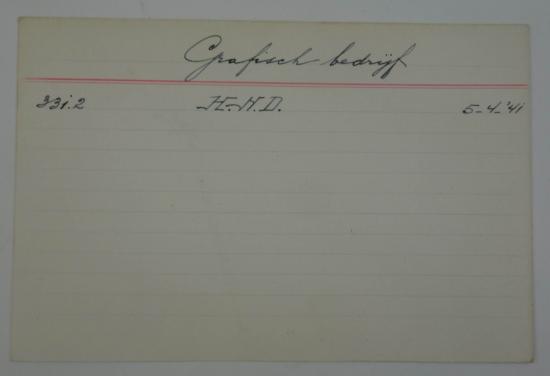 Grafisch bedrijf
331.2 H.H.D. 5-4-'41